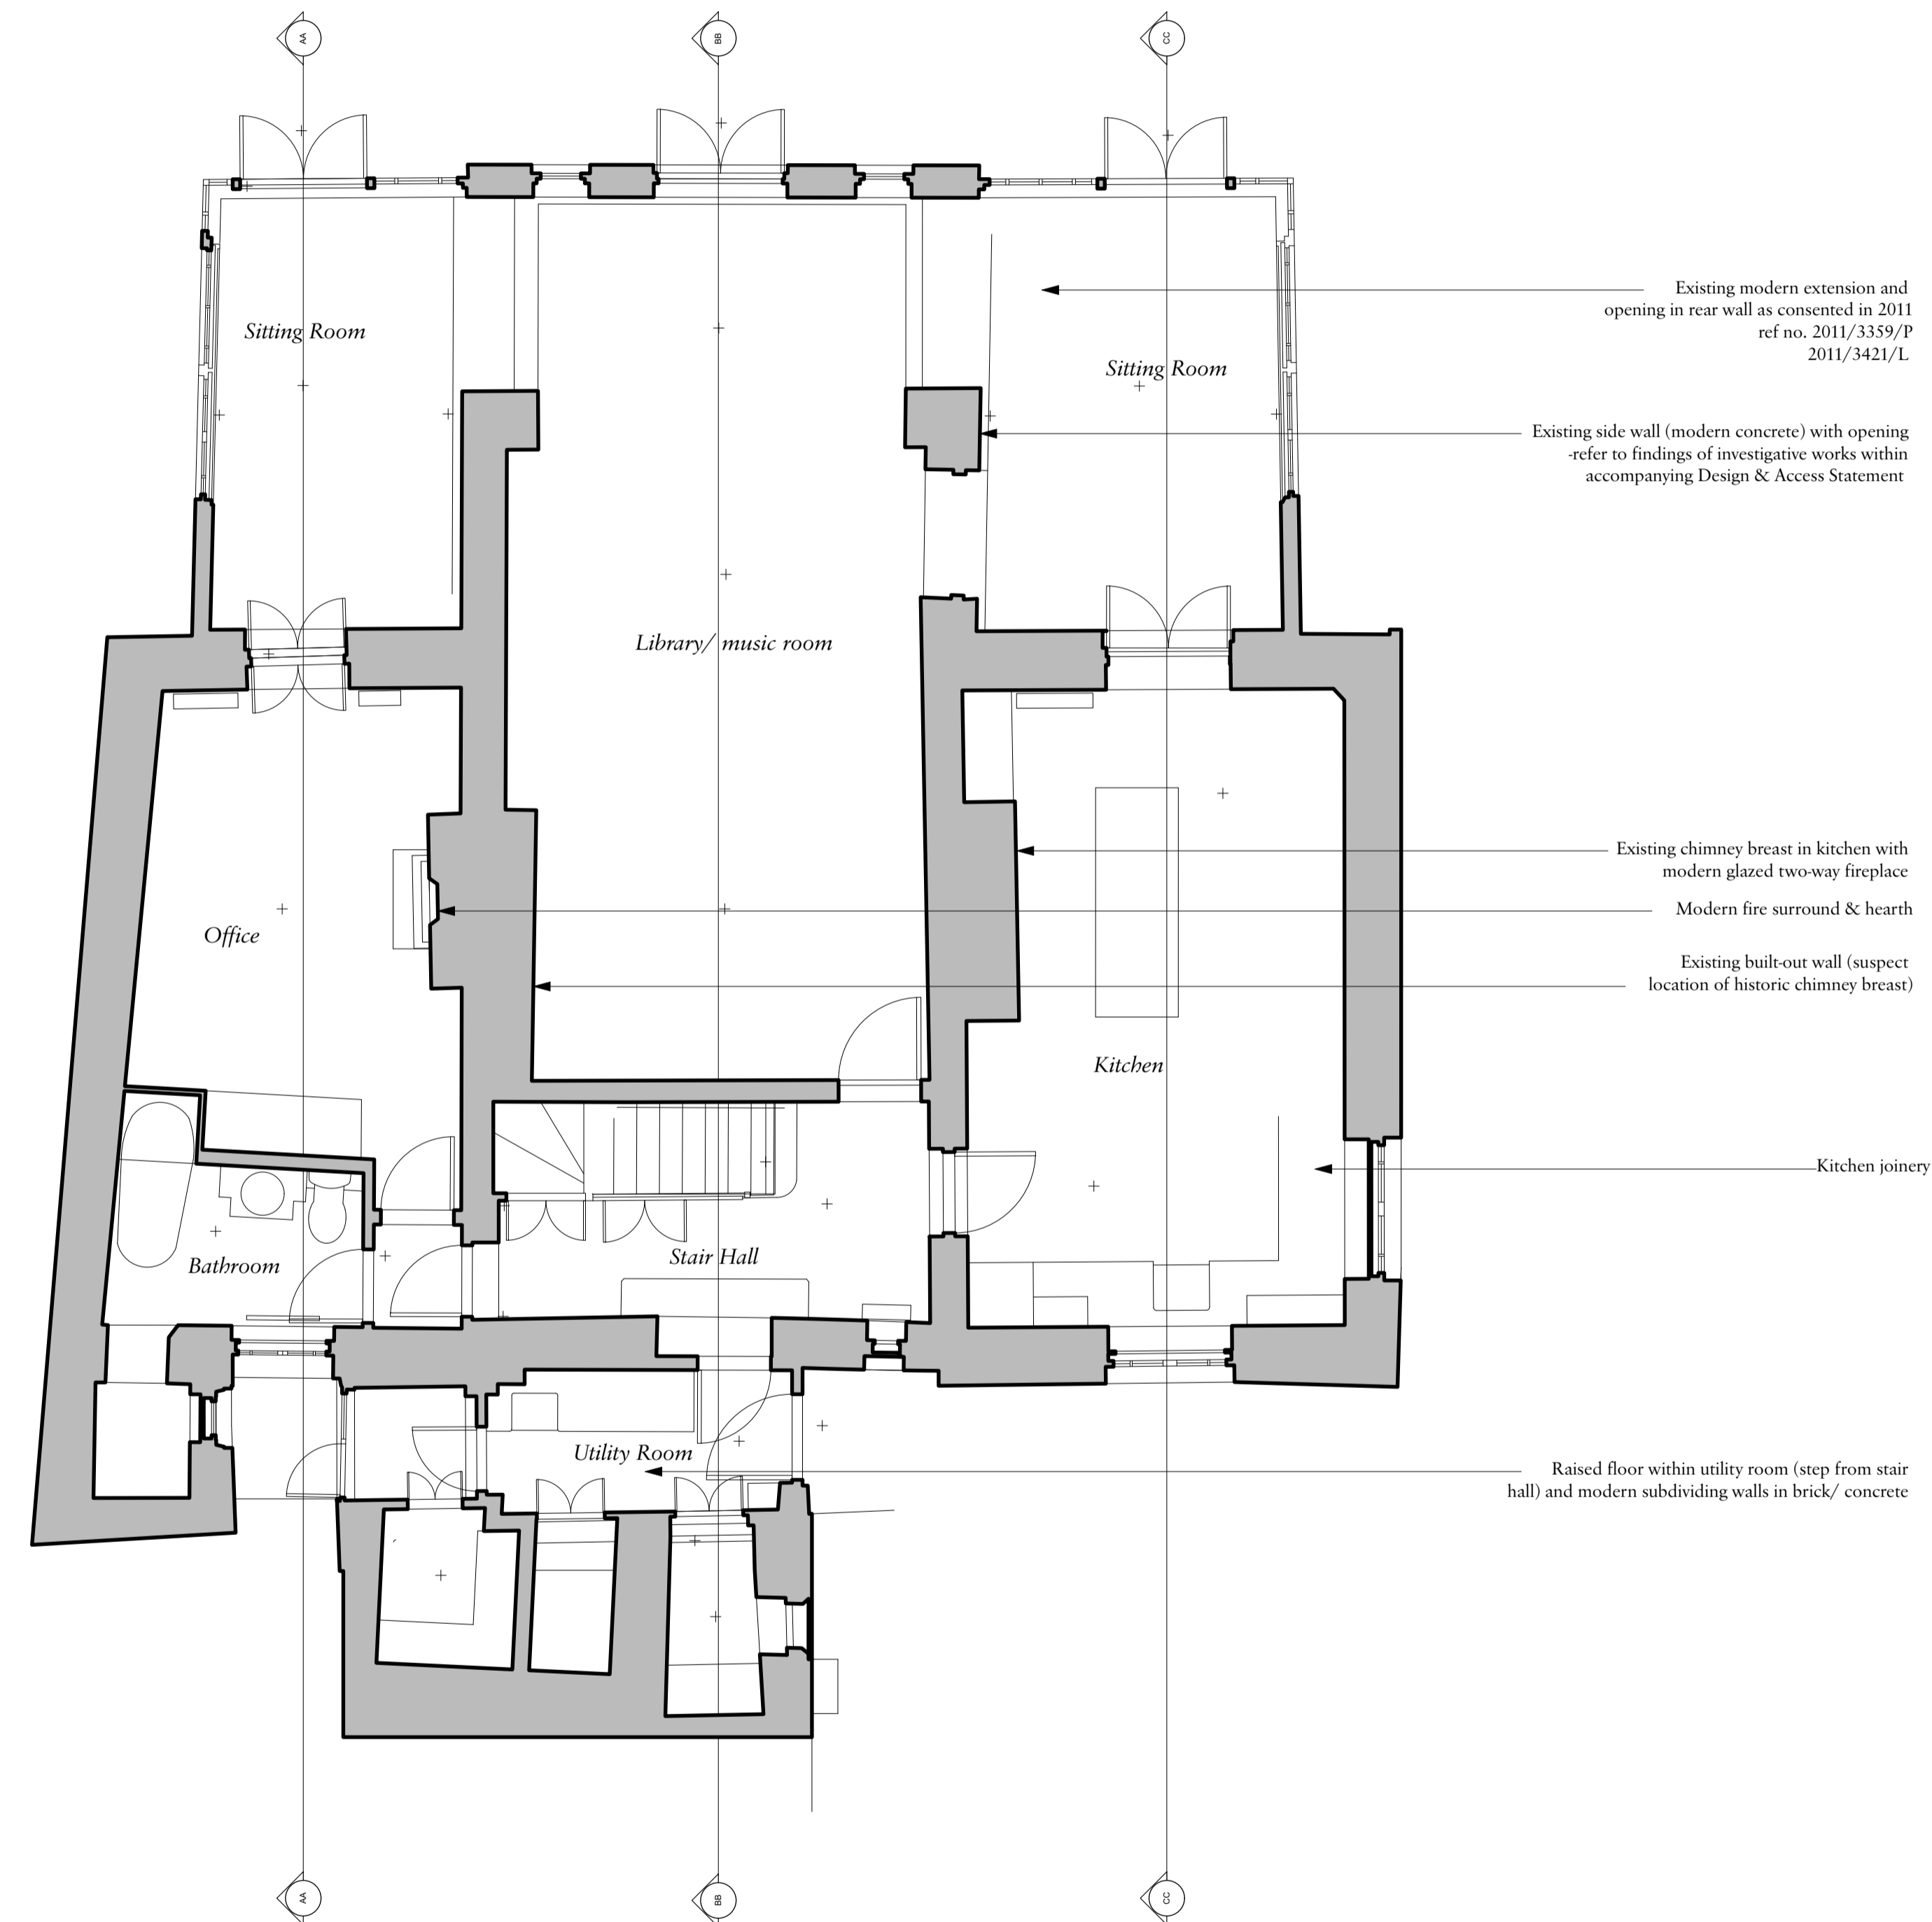 AA
BB
CC
Existing modern extension and
opening in rear wall as consented in 2011
ref no. 2011/3359/P
2011/3421/L
Sitting Room
Sitting Room
Existing side wall (modern concrete) with opening
-refer to findings of investigative works within
accompanying Design & Access Statement
Library/ music room
Existing chimney breast in kitchen with
modern glazed two-way fireplace
Modern fire surround & hearth
Office
Existing built-out wall (suspect
location of historic chimney breast)
Kitchen
Kitchen joinery
Stair Hall
Bathroom
Utility Room
Raised floor within utility room (step from stair
hall) and modern subdividing walls in brick/ concrete
AA
BB
CC